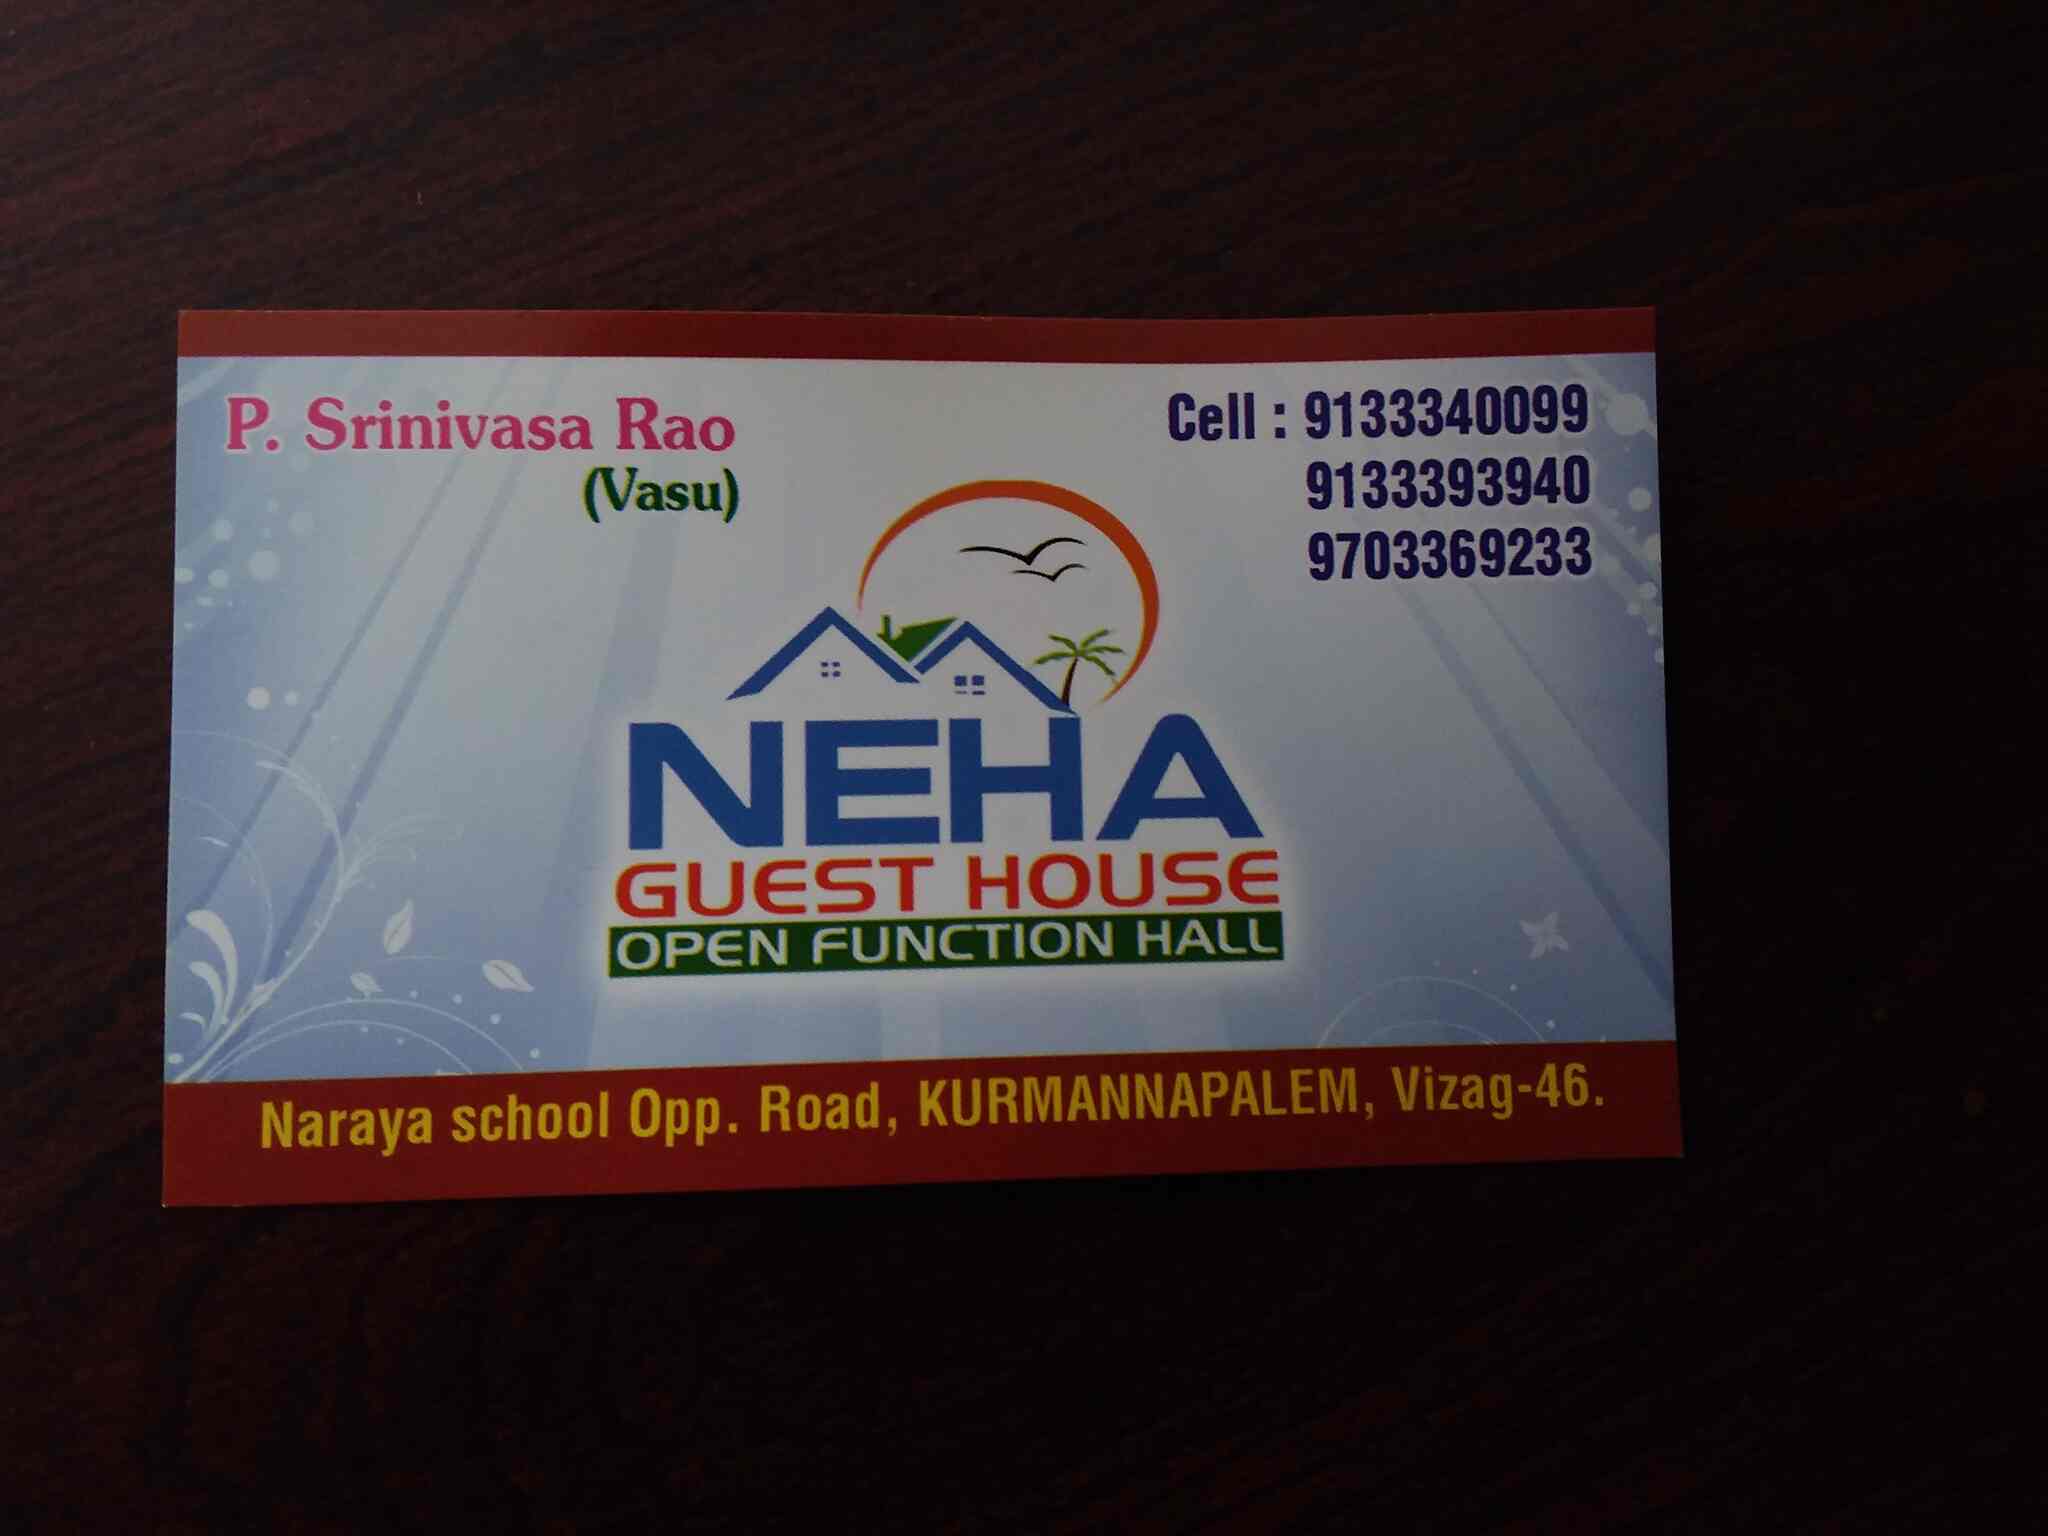 P. Srinivasa Rao
(Vasu)
Cell : 9133340099
9133393940
9703369233
NEHA
GUEST HOUSE
OPEN FUNCTION HALL
Naraya school Opp. Road, KURMANNAPALEM, Vizag-46.